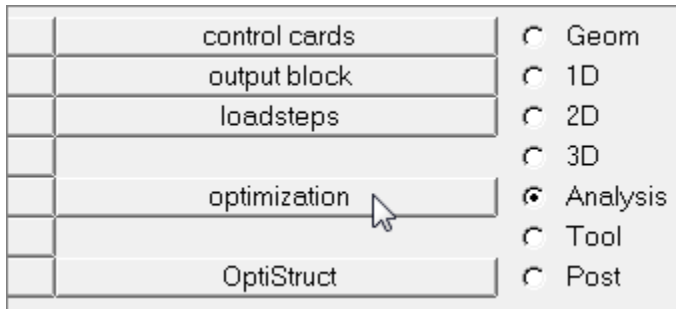 control cards Geom
output block 1D
loadsteps 2D
3D
optimization Analysis
Tool
OptiStruct Post